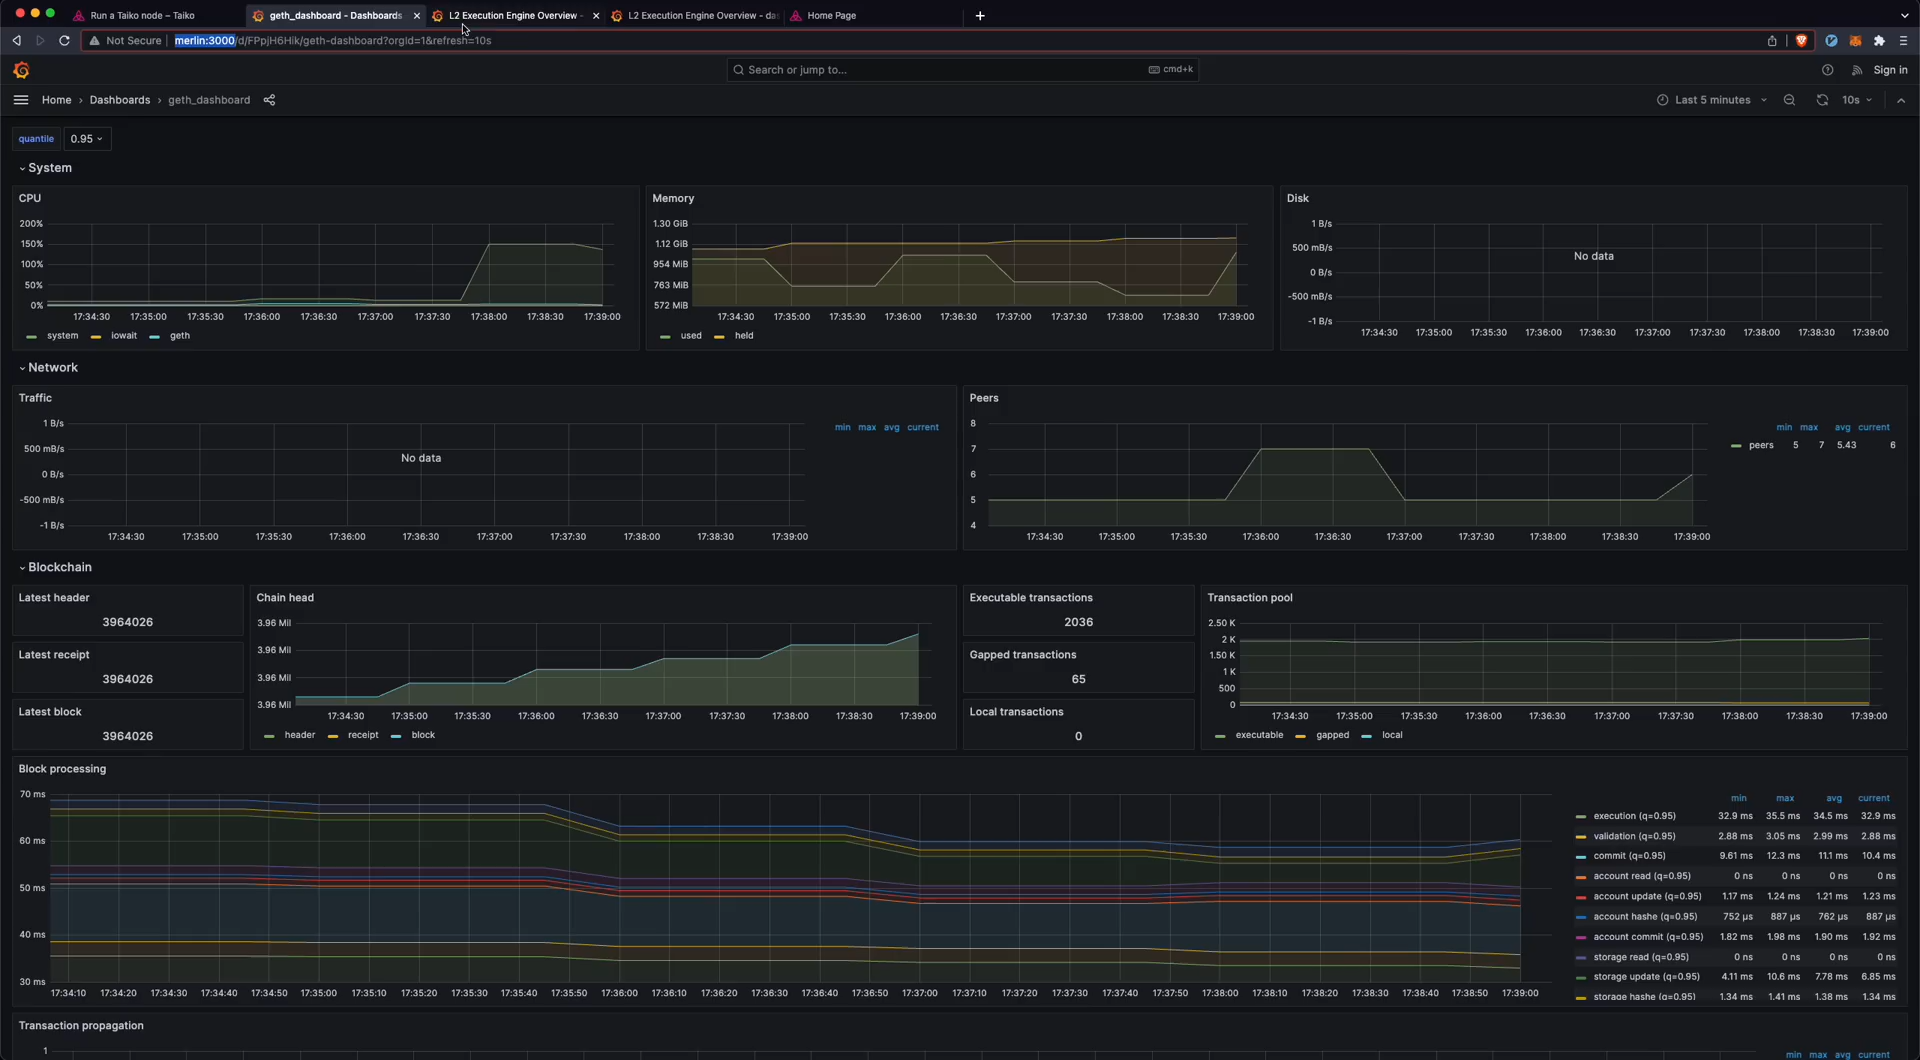 Run a Taiko node – Taiko
geth_dashboard - Dashboards
L2 Execution Engine Overview -
L2 Execution Engine Overview - das
Home Page
Not Secure
merlin:3000/d/FPpjH6Hik/geth-dashboard?orgId=1&refresh=10s
Search or jump to...
cmd+k
Sign in
Home › Dashboards › geth_dashboard
Last 5 minutes
10s
quantile 0.95
System
CPU
200%
150%
100%
50%
0%
17:34:30 17:35:00 17:35:30 17:36:00 17:36:30 17:37:00 17:37:30 17:38:00 17:38:30 17:39:00
system iowait geth
Memory
1.30 GiB
1.12 GiB
954 MiB
763 MiB
572 MiB
17:34:30 17:35:00 17:35:30 17:36:00 17:36:30 17:37:00 17:37:30 17:38:00 17:38:30 17:39:00
used held
Disk
1 B/s
500 mB/s
0 B/s
-500 mB/s
-1 B/s
No data
17:34:30 17:35:00 17:35:30 17:36:00 17:36:30 17:37:00 17:37:30 17:38:00 17:38:30 17:39:00
Network
Traffic
1 B/s
500 mB/s
0 B/s
-500 mB/s
-1 B/s
No data
17:34:30 17:35:00 17:35:30 17:36:00 17:36:30 17:37:00 17:37:30 17:38:00 17:38:30 17:39:00
min max avg current
Peers
8
7
6
5
4
17:34:30 17:35:00 17:35:30 17:36:00 17:36:30 17:37:00 17:37:30 17:38:00 17:38:30 17:39:00
min max avg current
peers 5 7 5.43 6
Blockchain
Latest header
3964026
Latest receipt
3964026
Latest block
3964026
Chain head
3.96 Mil
3.96 Mil
3.96 Mil
3.96 Mil
17:34:30 17:35:00 17:35:30 17:36:00 17:36:30 17:37:00 17:37:30 17:38:00 17:38:30 17:39:00
header receipt block
Executable transactions
2036
Gapped transactions
65
Local transactions
0
Transaction pool
2.50 K
2 K
1.50 K
1 K
500
0
17:34:30 17:35:00 17:35:30 17:36:00 17:36:30 17:37:00 17:37:30 17:38:00 17:38:30 17:39:00
executable gapped local
Block processing
70 ms
60 ms
50 ms
40 ms
30 ms
17:34:10 17:34:20 17:34:30 17:34:40 17:34:50 17:35:00 17:35:10 17:35:20 17:35:30 17:35:40 17:35:50 17:36:00 17:36:10 17:36:20 17:36:30 17:36:40 17:36:50 17:37:00 17:37:10 17:37:20 17:37:30 17:37:40 17:37:50 17:38:00 17:38:10 17:38:20 17:38:30 17:38:40 17:38:50 17:39:00
min max avg current
execution (q=0.95) 32.9 ms 35.5 ms 34.5 ms 32.9 ms
validation (q=0.95) 2.88 ms 3.05 ms 2.99 ms 2.88 ms
commit (q=0.95) 9.61 ms 12.3 ms 11.1 ms 10.4 ms
account read (q=0.95) 0 ns 0 ns 0 ns 0 ns
account update (q=0.95) 1.17 ms 1.24 ms 1.21 ms 1.23 ms
account hashe (q=0.95) 752 µs 887 µs 762 µs 887 µs
account commit (q=0.95) 1.82 ms 1.98 ms 1.90 ms 1.92 ms
storage read (q=0.95) 0 ns 0 ns 0 ns 0 ns
storage update (q=0.95) 4.11 ms 10.6 ms 7.78 ms 6.85 ms
storage hashe (q=0.95) 1.34 ms 1.41 ms 1.38 ms 1.34 ms
Transaction propagation
1
min max avg current